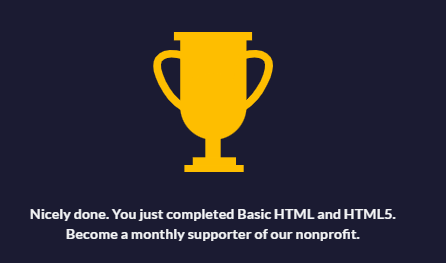 Nicely done. You just completed Basic HTML and HTML5.
Become a monthly supporter of our nonprofit.